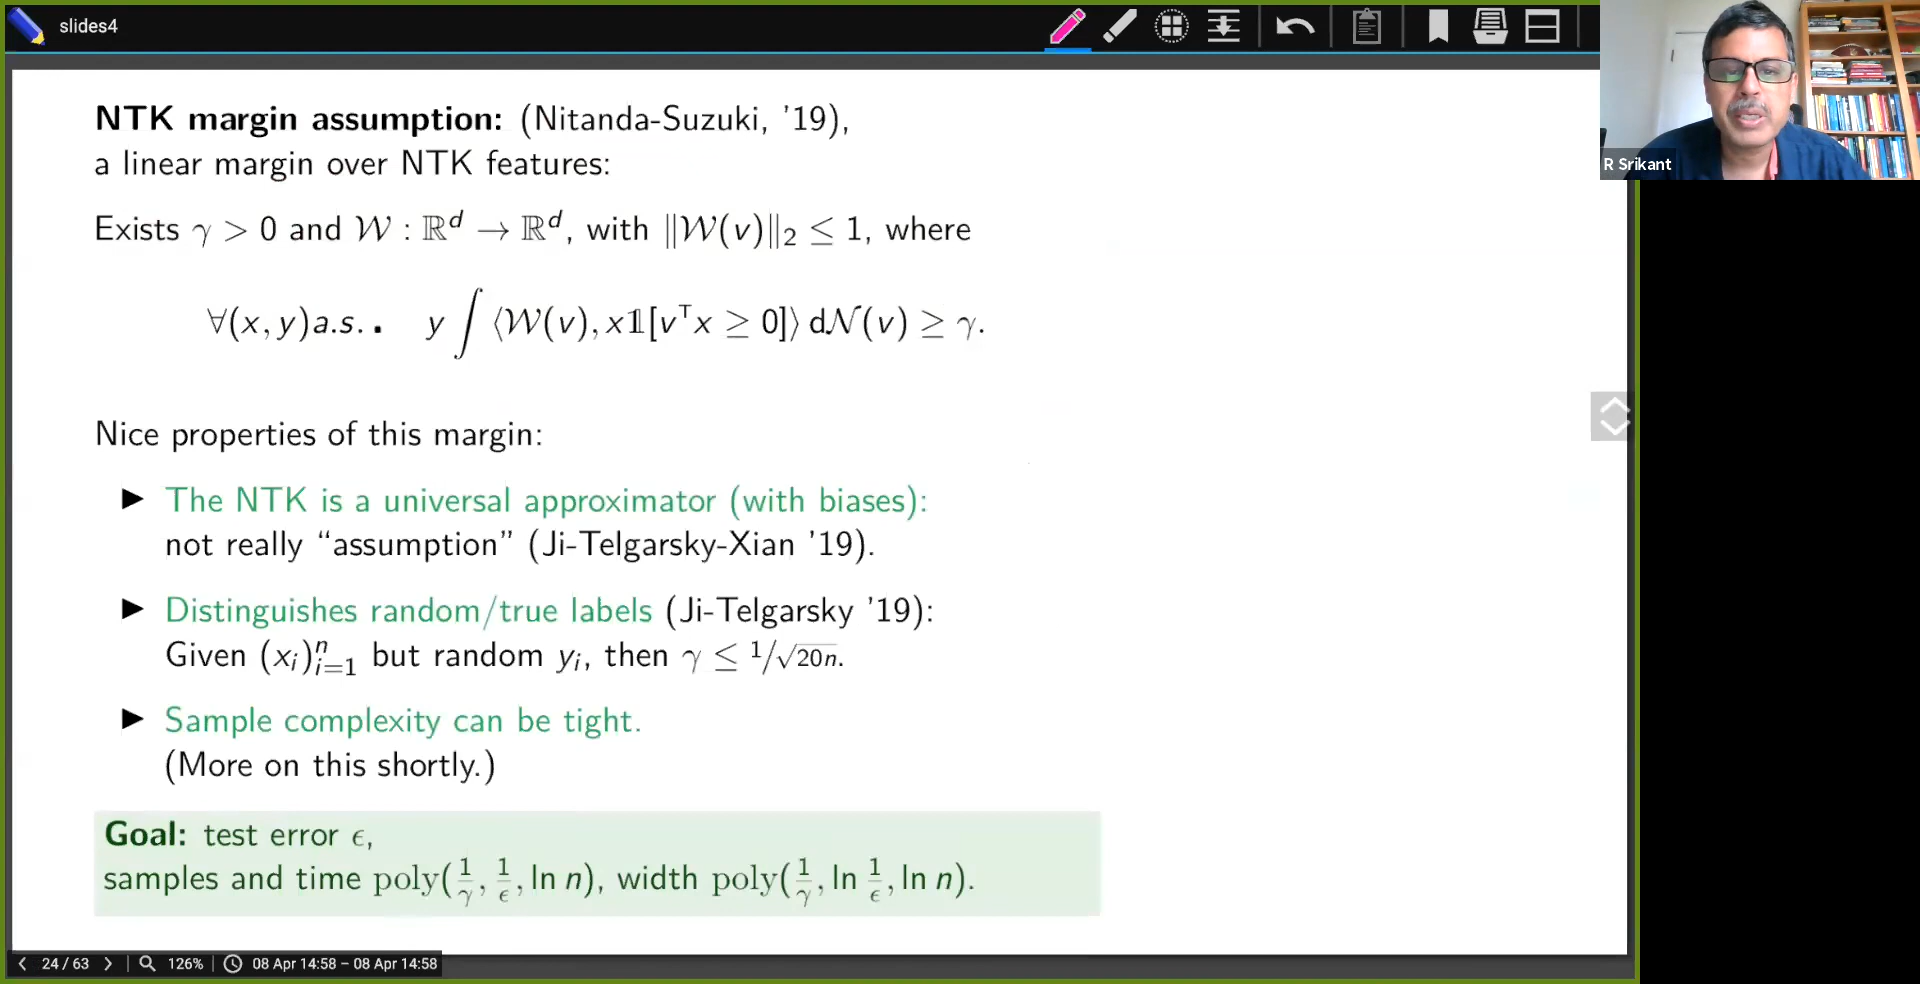 slides4
R Srikant
NTK margin assumption: (Nitanda-Suzuki, '19),
a linear margin over NTK features:
Exists γ > 0 and 𝒲 : ℝᵈ → ℝᵈ, with ‖𝒲(v)‖₂ ≤ 1, where
∀(x, y)a.s.. y ∫ ⟨𝒲(v), x𝟙[vᵀx ≥ 0]⟩ d𝒩(v) ≥ γ.
Nice properties of this margin:
▶ The NTK is a universal approximator (with biases):
not really “assumption” (Ji-Telgarsky-Xian '19).
▶ Distinguishes random/true labels (Ji-Telgarsky '19):
Given (xᵢ)ⁿᵢ₌₁ but random yᵢ, then γ ≤ 1/√20n.
▶ Sample complexity can be tight.
(More on this shortly.)
Goal: test error ϵ,
samples and time poly(1/γ, 1/ϵ, ln n), width poly(1/γ, ln 1/ϵ, ln n).
24 / 63 126% 08 Apr 14:58 – 08 Apr 14:58